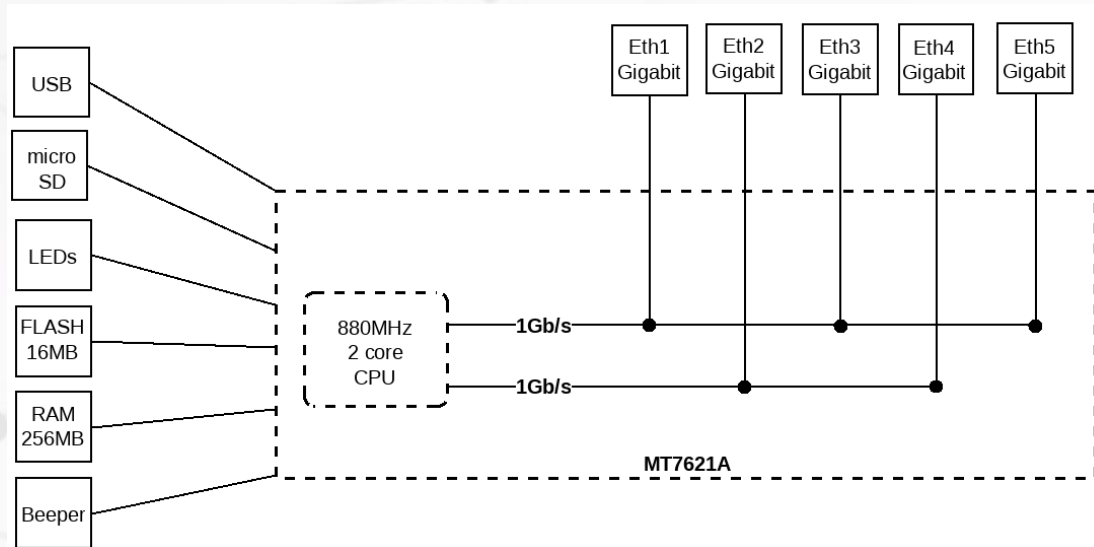 Eth1
Gigabit
Eth2
Gigabit
Eth3
Gigabit
Eth4
Gigabit
Eth5
Gigabit
USB
micro
SD
LEDs
FLASH
16MB
RAM
256MB
Beeper
880MHz
2 core
CPU
1Gb/s
1Gb/s
MT7621A